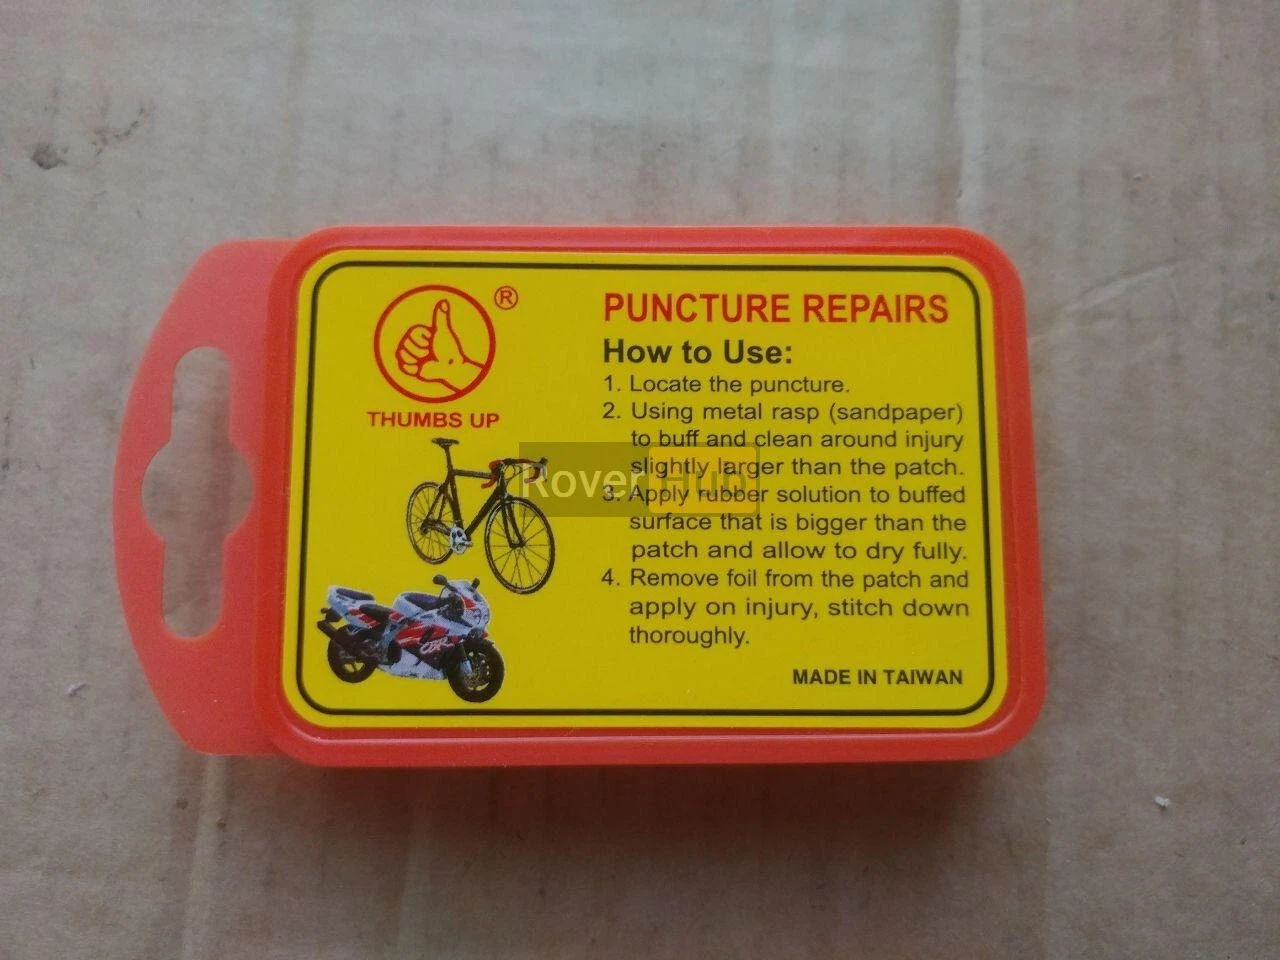 ®
THUMBS UP
PUNCTURE REPAIRS
How to Use:
1. Locate the puncture.
2. Using metal rasp (sandpaper)
to buff and clean around injury
slightly larger than the patch.
3. Apply rubber solution to buffed
surface that is bigger than the
patch and allow to dry fully.
4. Remove foil from the patch and
apply on injury, stitch down
thoroughly.
MADE IN TAIWAN
CBR
Rover Hub